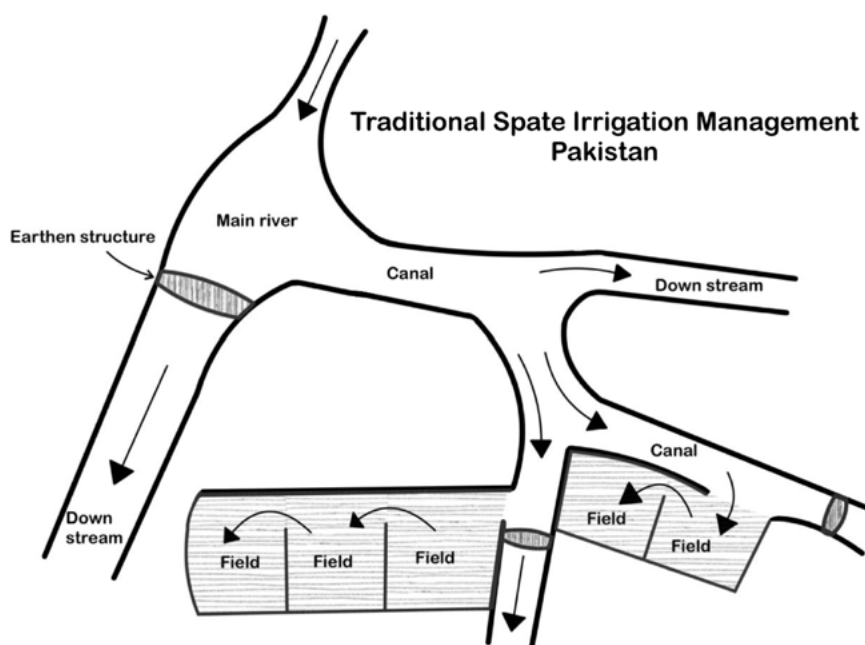 Traditional Spate Irrigation Management
Pakistan
Main river
Earthen structure
Canal
Down stream
Canal
Down
stream
Field
Field
Field
Field
Field